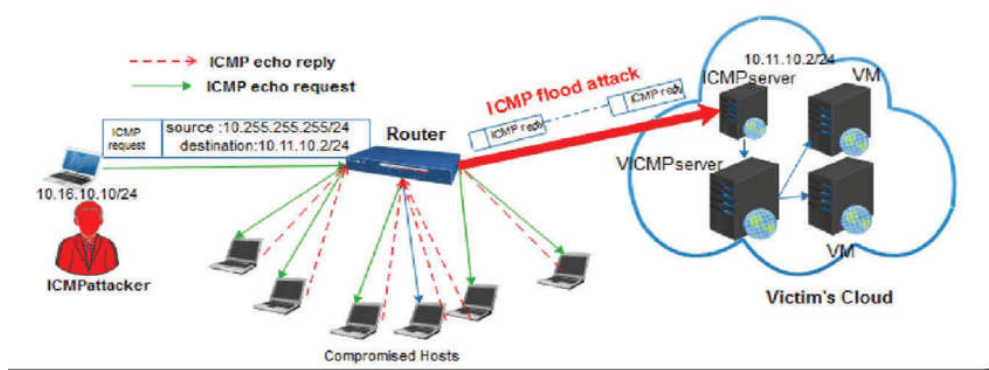 ICMP echo reply
ICMP echo request
ICMP
request
source :10.255.255.255/24
destination:10.11.10.2/24
Router
10.16.10.10/24
ICMPattacker
Compromised Hosts
ICMP flood attack
ICMP reply
ICMP reply
10.11.10.2/24
ICMPserver
VM
VICMPserver
VM
Victim's Cloud